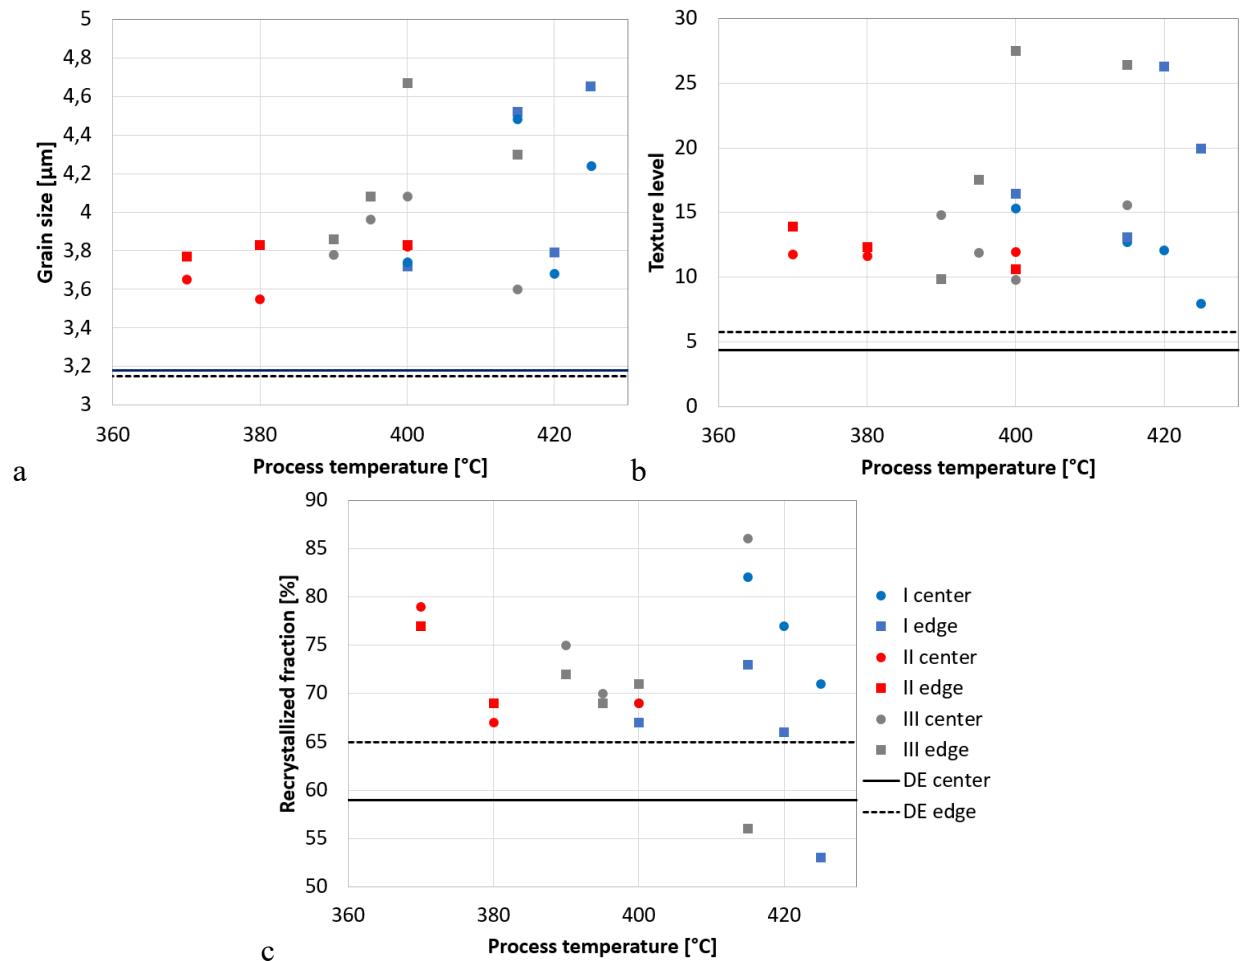 5
4,8
4,6
4,4
4,2
4
3,8
3,6
3,4
3,2
3
Grain size [µm]
360 380 400 420
Process temperature [°C]
a
30
25
20
15
10
5
0
Texture level
360 380 400 420
Process temperature [°C]
b
90
85
80
75
70
65
60
55
50
Recrystallized fraction [%]
360 380 400 420
Process temperature [°C]
c
I center
I edge
II center
II edge
III center
III edge
DE center
DE edge